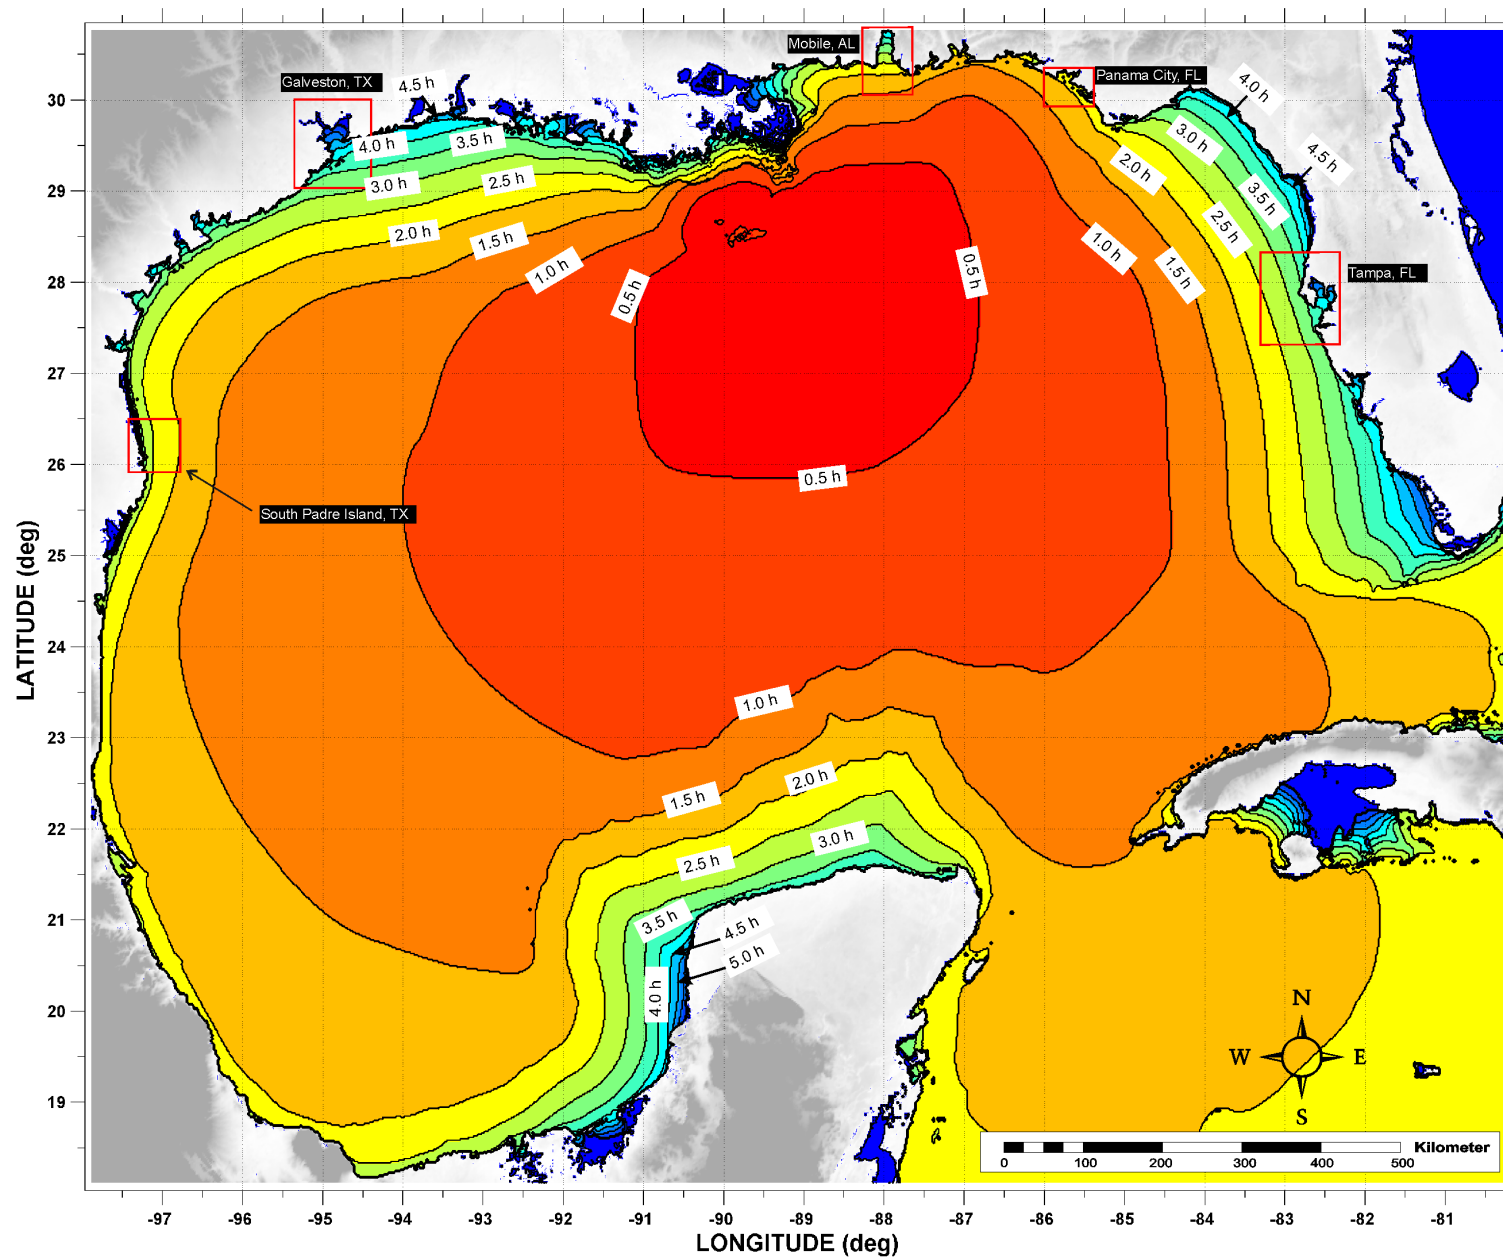 Mobile, AL
Galveston, TX
4.5 h
Panama City, FL
4.0 h
4.0 h
3.5 h
3.0 h
4.5 h
3.0 h
2.5 h
2.0 h
3.5 h
2.0 h
1.5 h
2.5 h
1.0 h
1.0 h
1.5 h
0.5 h
0.5 h
Tampa, FL
0.5 h
South Padre Island, TX
1.0 h
1.5 h
2.0 h
2.5 h
3.0 h
3.5 h
4.5 h
5.0 h
4.0 h
N
W
E
S
Kilometer
0 100 200 300 400 500
30
29
28
27
26
25
24
23
22
21
20
19
LATITUDE (deg)
-97 -96 -95 -94 -93 -92 -91 -90 -89 -88 -87 -86 -85 -84 -83 -82 -81
LONGITUDE (deg)